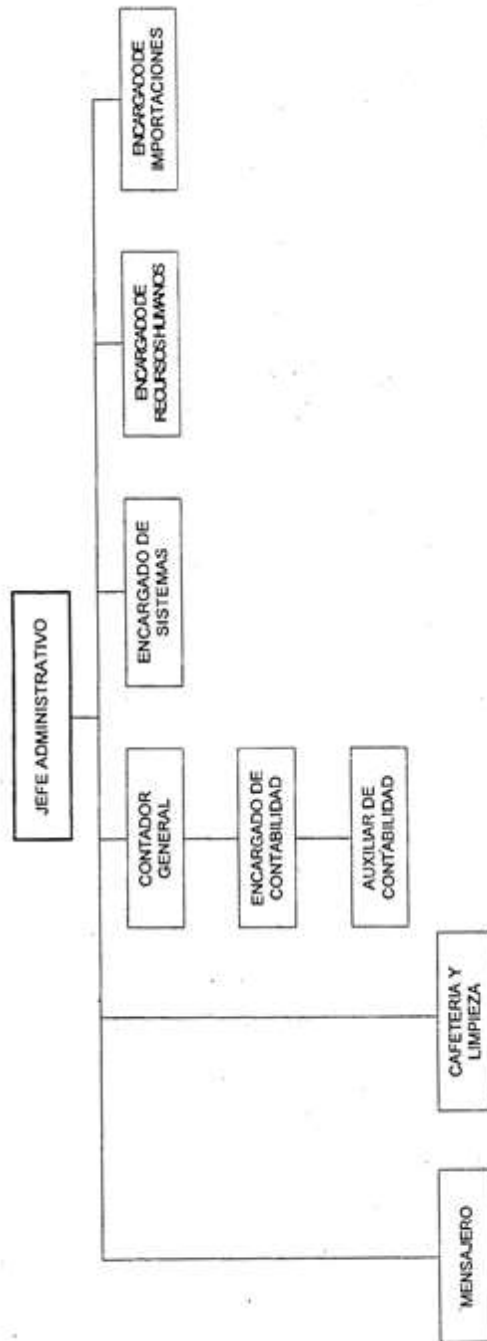 JEFE ADMINISTRATIVO
MENSAJERO
CAFETERIA Y
LIMPIEZA
CONTADOR
GENERAL
ENCARGADO DE
CONTABILIDAD
AUXILIAR DE
CONTABILIDAD
ENCARGADO DE
SISTEMAS
ENCARGADO DE
RECURSOS HUMANOS
ENCARGADO DE
IMPORTACIONES